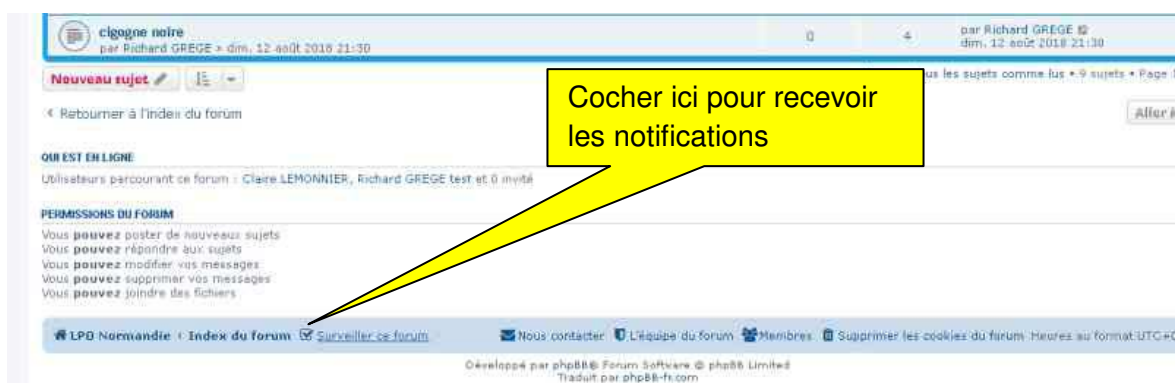 cigogne noire
par Richard GREGE » dim. 12 août 2018 21:30
0
4
par Richard GREGE
dim. 12 août 2018 21:30
Nouveau sujet
us les sujets comme lus • 9 sujets • Page
Retourner à l'index du forum
Aller
Cocher ici pour recevoir
les notifications
QUI EST EN LIGNE
Utilisateurs parcourant ce forum : Claire LEMONNIER, Richard GREGE test et 0 invité
PERMISSIONS DU FORUM
Vous pouvez poster de nouveaux sujets
Vous pouvez répondre aux sujets
Vous pouvez modifier vos messages
Vous pouvez supprimer vos messages
Vous pouvez joindre des fichiers
LPO Normandie ‹ Index du forum Surveiller ce forum Nous contacter L'équipe du forum Membres Supprimer les cookies du forum Heures au format UTC+
Développé par phpBB® Forum Software © phpBB Limited
Traduit par phpBB-fr.com